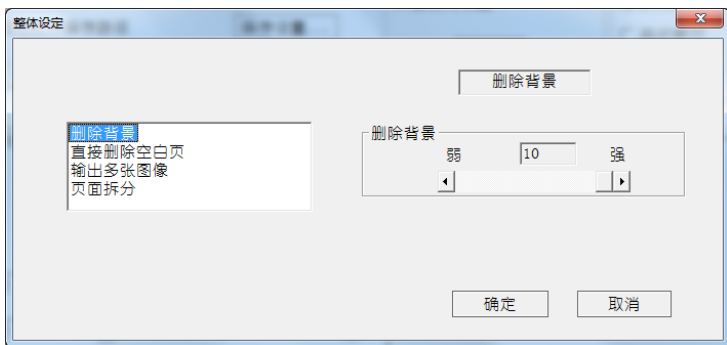 整体设定
删除背景
删除背景
直接删除空白页
输出多张图像
页面拆分
删除背景
弱 10 强
确定 取消